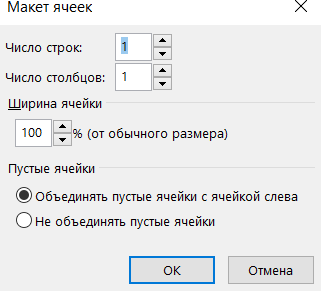 Макет ячеек
Число строк: 1
Число столбцов: 1
Ширина ячейки
100 % (от обычного размера)
Пустые ячейки
Объединять пустые ячейки с ячейкой слева
Не объединять пустые ячейки
OK Отмена